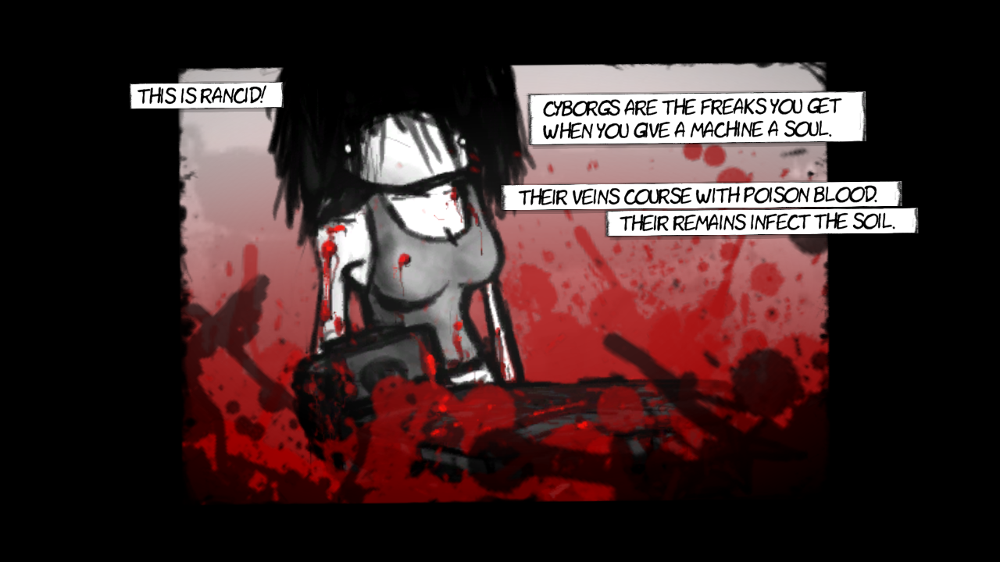 THIS IS RANCID!
CYBORGS ARE THE FREAKS YOU GET
WHEN YOU GIVE A MACHINE A SOUL.
THEIR VEINS COURSE WITH POISON BLOOD.
THEIR REMAINS INFECT THE SOIL.